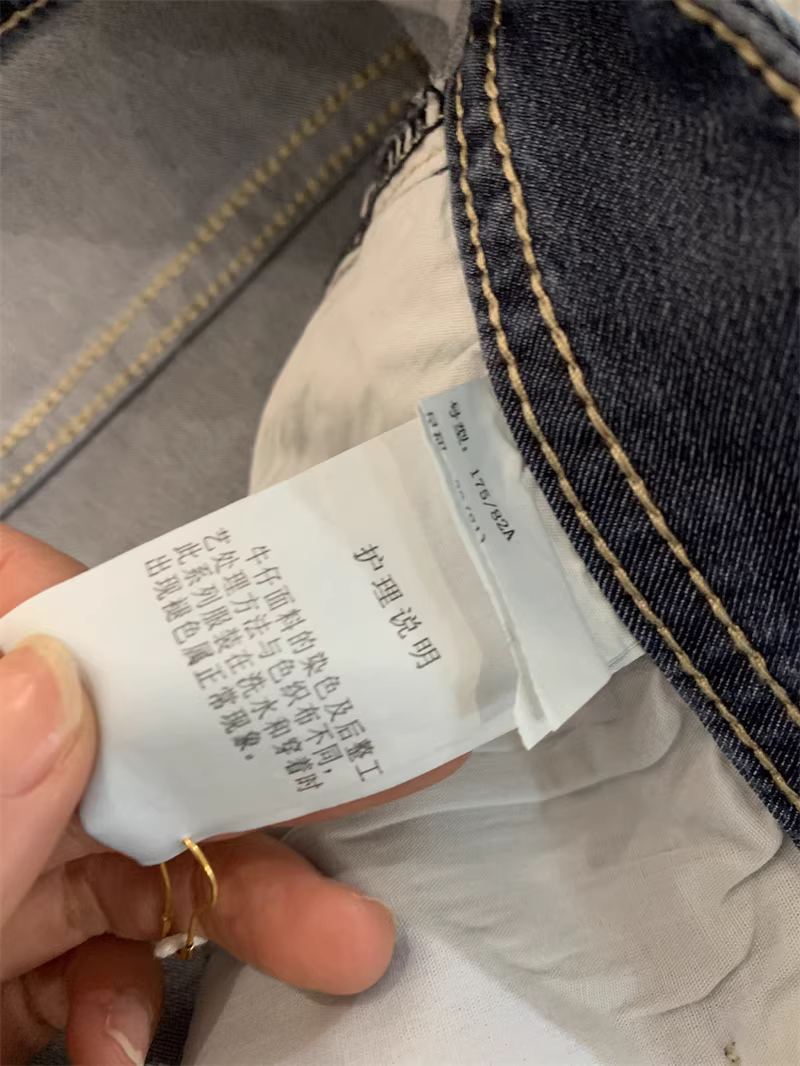 号型: 175/82A
护理说明
牛仔面料的染色及后整工
艺处理方法与色织布不同,
此系列服装在洗水和穿着时
出现褪色属正常现象。